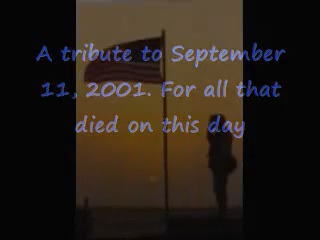 A tribute to September
11, 2001. For all that
died on this day